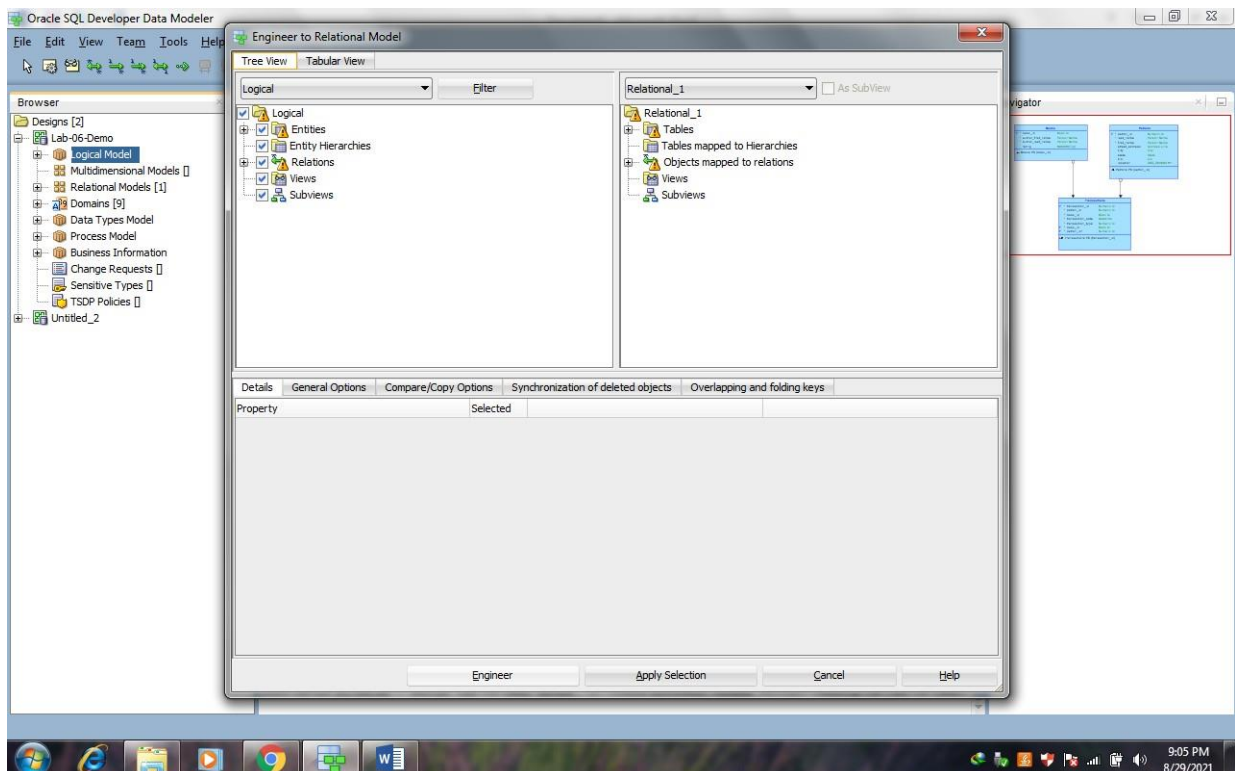 Oracle SQL Developer Data Modeler
File Edit View Team Tools Help
Engineer to Relational Model
Tree View Tabular View
Logical Filter Relational_1 As SubView
Logical
Entities
Entity Hierarchies
Relations
Views
Subviews
Relational_1
Tables
Tables mapped to Hierarchies
Objects mapped to relations
Views
Subviews
Browser
Designs [2]
Lab-06-Demo
Logical Model
Multidimensional Models []
Relational Models [1]
Domains [9]
Data Types Model
Process Model
Business Information
Change Requests []
Sensitive Types []
TSDP Policies []
Untitled_2
vigator
Details General Options Compare/Copy Options Synchronization of deleted objects Overlapping and folding keys
Property Selected
Engineer Apply Selection Cancel Help
9:05 PM
8/29/2021